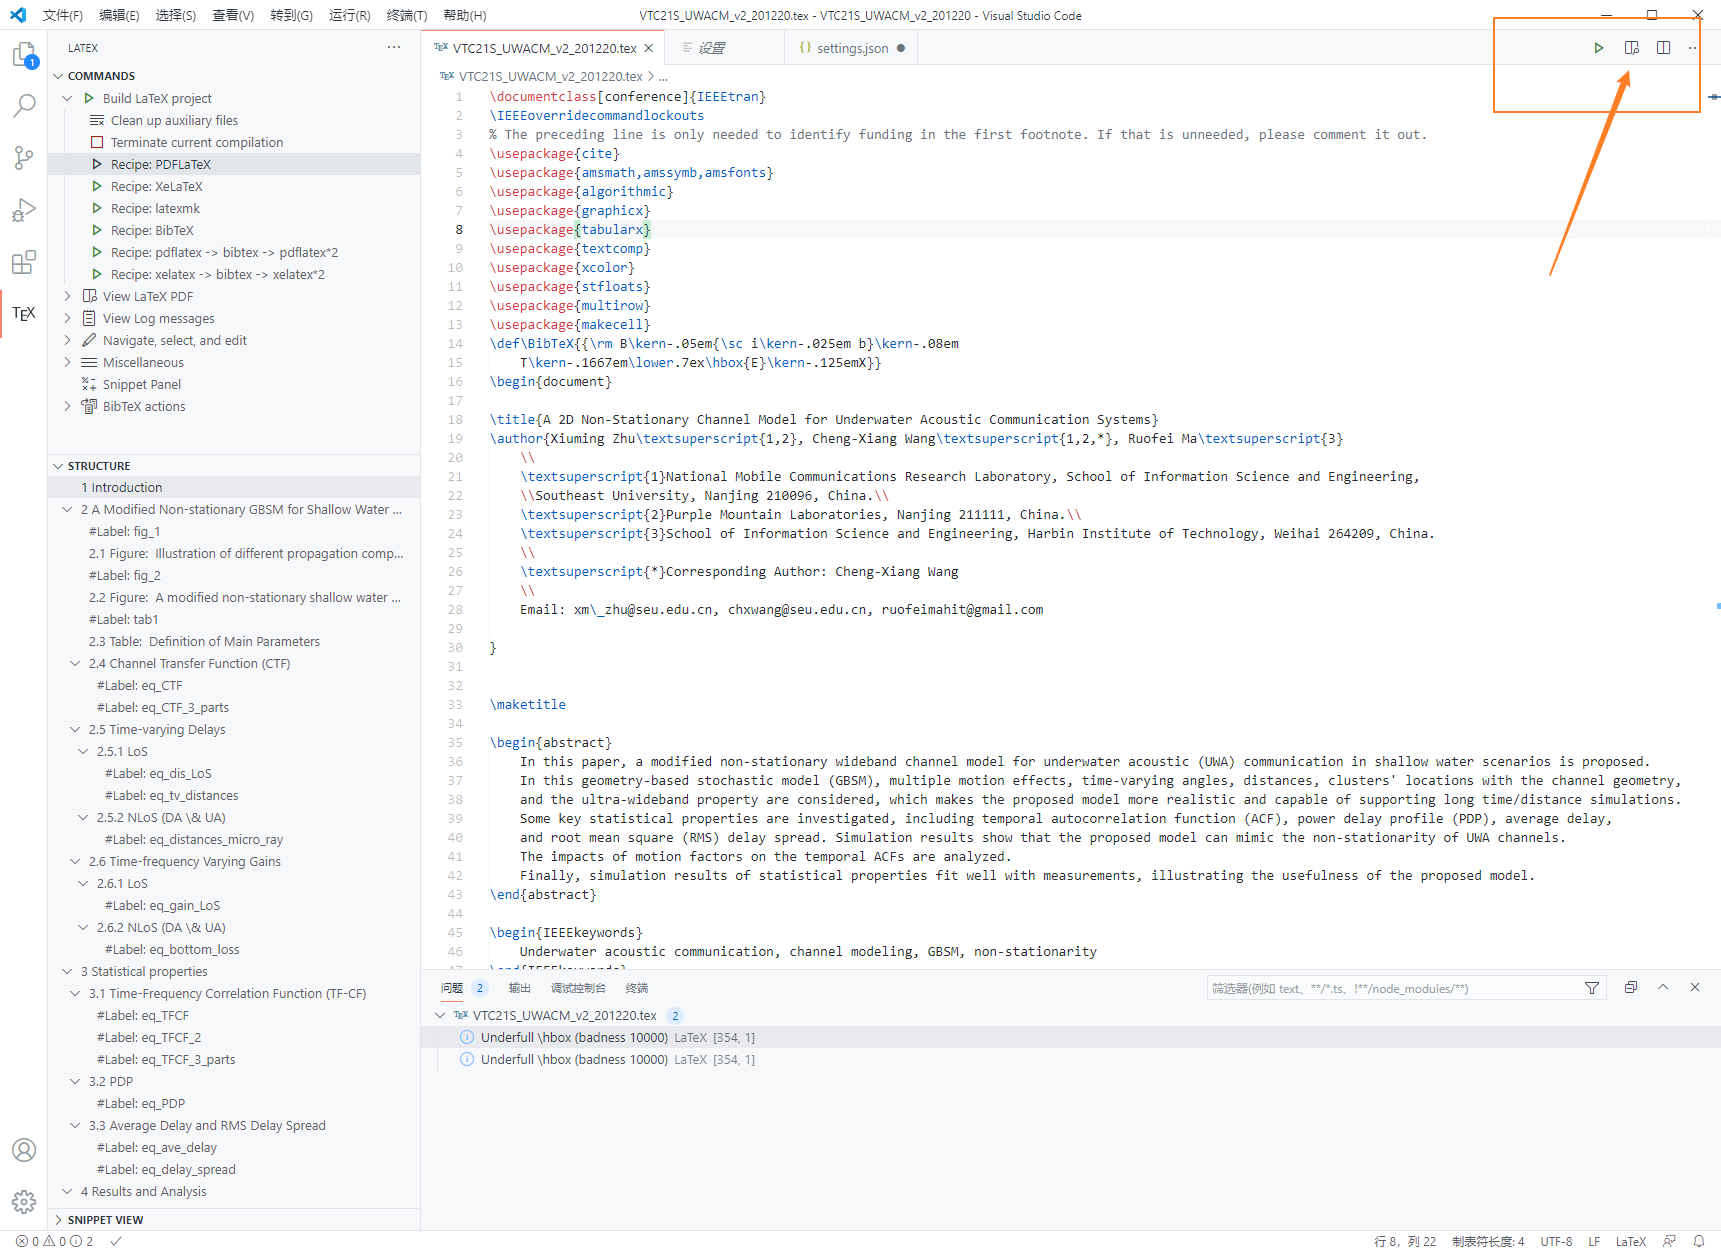 文件(F) 编辑(E) 选择(S) 查看(V) 转到(G) 运行(R) 终端(T) 帮助(H) VTC21S_UWACM_v2_201220.tex - VTC21S_UWACM_v2_201220 - Visual Studio Code
1
TEX
LATEX ···
COMMANDS
Build LaTeX project
Clean up auxiliary files
Terminate current compilation
Recipe: PDFLaTeX
Recipe: XeLaTeX
Recipe: latexmk
Recipe: BibTeX
Recipe: pdflatex -> bibtex -> pdflatex*2
Recipe: xelatex -> bibtex -> xelatex*2
View LaTeX PDF
View Log messages
Navigate, select, and edit
Miscellaneous
Snippet Panel
BibTeX actions
STRUCTURE
1 Introduction
2 A Modified Non-stationary GBSM for Shallow Water ...
#Label: fig_1
2.1 Figure: Illustration of different propagation comp...
#Label: fig_2
2.2 Figure: A modified non-stationary shallow water ...
#Label: tab1
2.3 Table: Definition of Main Parameters
2.4 Channel Transfer Function (CTF)
#Label: eq_CTF
#Label: eq_CTF_3_parts
2.5 Time-varying Delays
2.5.1 LoS
#Label: eq_dis_LoS
#Label: eq_tv_distances
2.5.2 NLoS (DA \& UA)
#Label: eq_distances_micro_ray
2.6 Time-frequency Varying Gains
2.6.1 LoS
#Label: eq_gain_LoS
2.6.2 NLoS (DA \& UA)
#Label: eq_bottom_loss
3 Statistical properties
3.1 Time-Frequency Correlation Function (TF-CF)
#Label: eq_TFCF
#Label: eq_TFCF_2
#Label: eq_TFCF_3_parts
3.2 PDP
#Label: eq_PDP
3.3 Average Delay and RMS Delay Spread
#Label: eq_ave_delay
#Label: eq_delay_spread
4 Results and Analysis
SNIPPET VIEW
TEX VTC21S_UWACM_v2_201220.tex 设置 {} settings.json
TEX VTC21S_UWACM_v2_201220.tex > ...
1 \documentclass[conference]{IEEEtran}
2 \IEEEoverridecommandlockouts
3 % The preceding line is only needed to identify funding in the first footnote. If that is unneeded, please comment it out.
4 \usepackage{cite}
5 \usepackage{amsmath,amssymb,amsfonts}
6 \usepackage{algorithmic}
7 \usepackage{graphicx}
8 \usepackage{tabularx}
9 \usepackage{textcomp}
10 \usepackage{xcolor}
11 \usepackage{stfloats}
12 \usepackage{multirow}
13 \usepackage{makecell}
14 \def\BibTeX{{\rm B\kern-.05em{\sc i\kern-.025em b}\kern-.08em
15 T\kern-.1667em\lower.7ex\hbox{E}\kern-.125emX}}
16 \begin{document}
17
18 \title{A 2D Non-Stationary Channel Model for Underwater Acoustic Communication Systems}
19 \author{Xiuming Zhu\textsuperscript{1,2}, Cheng-Xiang Wang\textsuperscript{1,2,*}, Ruofei Ma\textsuperscript{3}
20 \\
21 \textsuperscript{1}National Mobile Communications Research Laboratory, School of Information Science and Engineering,
22 \\Southeast University, Nanjing 210096, China.\\
23 \textsuperscript{2}Purple Mountain Laboratories, Nanjing 211111, China.\\
24 \textsuperscript{3}School of Information Science and Engineering, Harbin Institute of Technology, Weihai 264209, China.
25 \\
26 \textsuperscript{*}Corresponding Author: Cheng-Xiang Wang
27 \\
28 Email: xm\_zhu@seu.edu.cn, chxwang@seu.edu.cn, ruofeimahit@gmail.com
29
30 }
31
32
33 \maketitle
34
35 \begin{abstract}
36 In this paper, a modified non-stationary wideband channel model for underwater acoustic (UWA) communication in shallow water scenarios is proposed.
37 In this geometry-based stochastic model (GBSM), multiple motion effects, time-varying angles, distances, clusters' locations with the channel geometry,
38 and the ultra-wideband property are considered, which makes the proposed model more realistic and capable of supporting long time/distance simulations.
39 Some key statistical properties are investigated, including temporal autocorrelation function (ACF), power delay profile (PDP), average delay,
40 and root mean square (RMS) delay spread. Simulation results show that the proposed model can mimic the non-stationarity of UWA channels.
41 The impacts of motion factors on the temporal ACFs are analyzed.
42 Finally, simulation results of statistical properties fit well with measurements, illustrating the usefulness of the proposed model.
43 \end{abstract}
44
45 \begin{IEEEkeywords}
46 Underwater acoustic communication, channel modeling, GBSM, non-stationarity
47 \end{IEEEkeywords}
问题 2 输出 调试控制台 终端 筛选器(例如 text、**/*.ts、!**/node_modules/**)
TEX VTC21S_UWACM_v2_201220.tex 2
Underfull \hbox (badness 10000) LaTeX [354, 1]
Underfull \hbox (badness 10000) LaTeX [354, 1]
0 0 2 行 8，列 22 制表符长度: 4 UTF-8 LF LaTeX